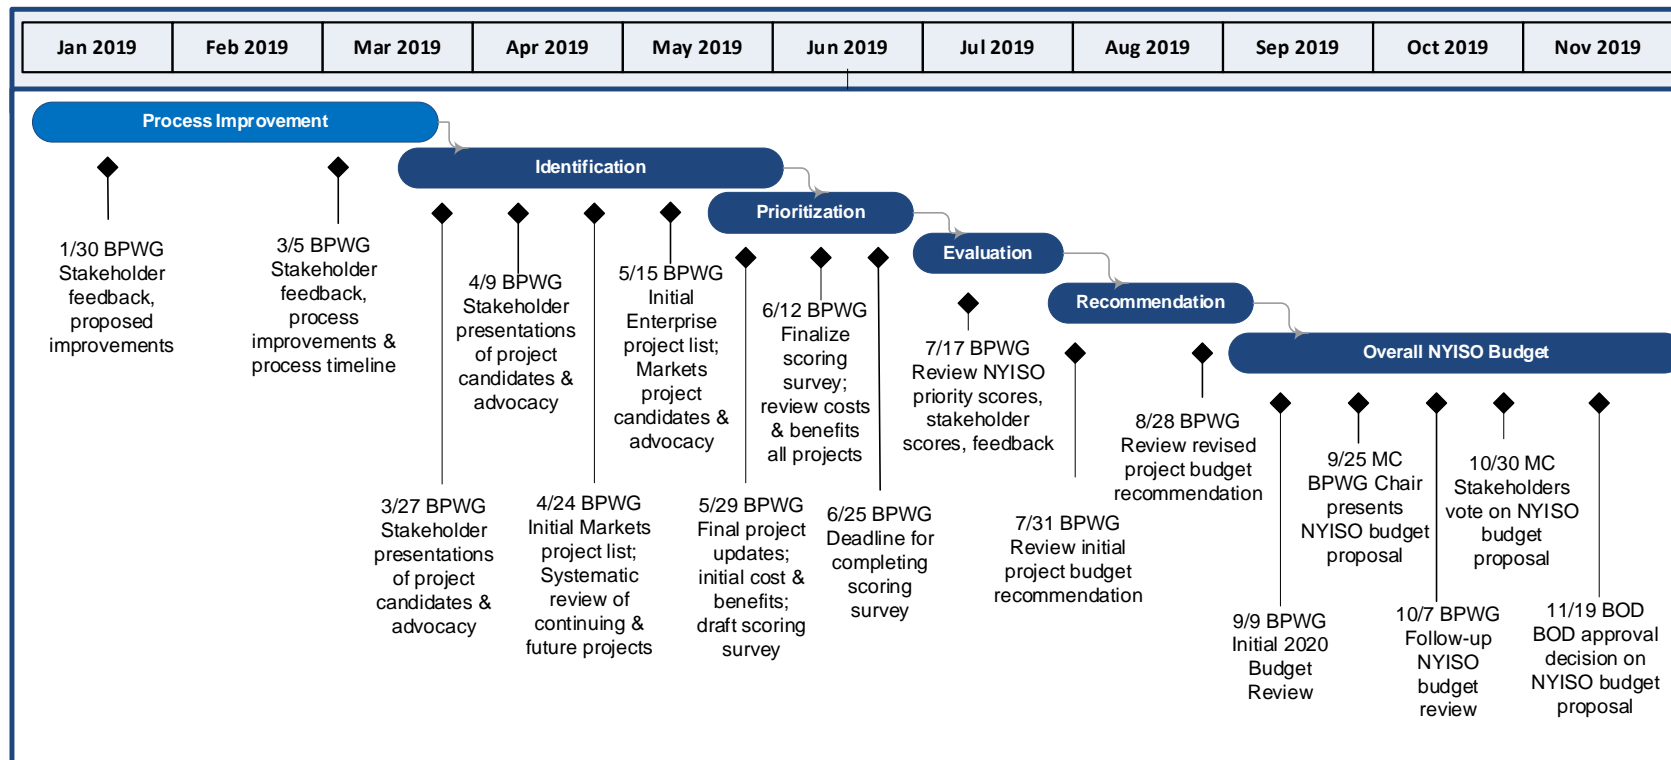 Jan 2019
Feb 2019
Mar 2019
Apr 2019
May 2019
Jun 2019
Jul 2019
Aug 2019
Sep 2019
Oct 2019
Nov 2019
Process Improvement
Identification
Prioritization
Evaluation
Recommendation
Overall NYISO Budget
1/30 BPWG
Stakeholder
feedback,
proposed
improvements
3/5 BPWG
Stakeholder
feedback,
process
improvements &
process timeline
3/27 BPWG
Stakeholder
presentations
of project
candidates &
advocacy
4/9 BPWG
Stakeholder
presentations
of project
candidates &
advocacy
4/24 BPWG
Initial Markets
project list;
Systematic
review of
continuing &
future projects
5/15 BPWG
Initial
Enterprise
project list;
Markets
project
candidates &
advocacy
5/29 BPWG
Final project
updates;
initial cost &
benefits;
draft scoring
survey
6/12 BPWG
Finalize
scoring
survey;
review costs
& benefits
all projects
6/25 BPWG
Deadline for
completing
scoring
survey
7/17 BPWG
Review NYISO
priority scores,
stakeholder
scores, feedback
7/31 BPWG
Review initial
project budget
recommendation
8/28 BPWG
Review revised
project budget
recommendation
9/9 BPWG
Initial 2020
Budget
Review
9/25 MC
BPWG Chair
presents
NYISO budget
proposal
10/7 BPWG
Follow-up
NYISO
budget
review
10/30 MC
Stakeholders
vote on NYISO
budget
proposal
11/19 BOD
BOD approval
decision on
NYISO budget
proposal